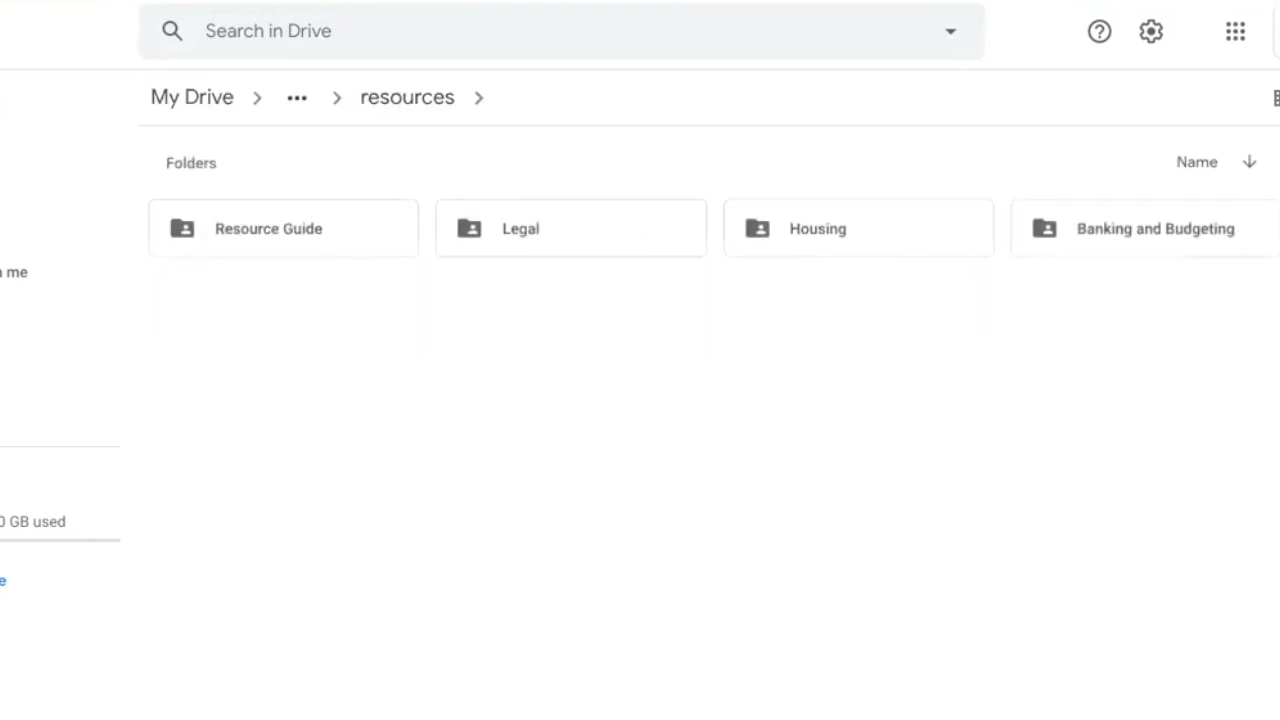 Search in Drive
My Drive > ••• > resources >
Folders
Name
Resource Guide
Legal
Housing
Banking and Budgeting
me
GB used